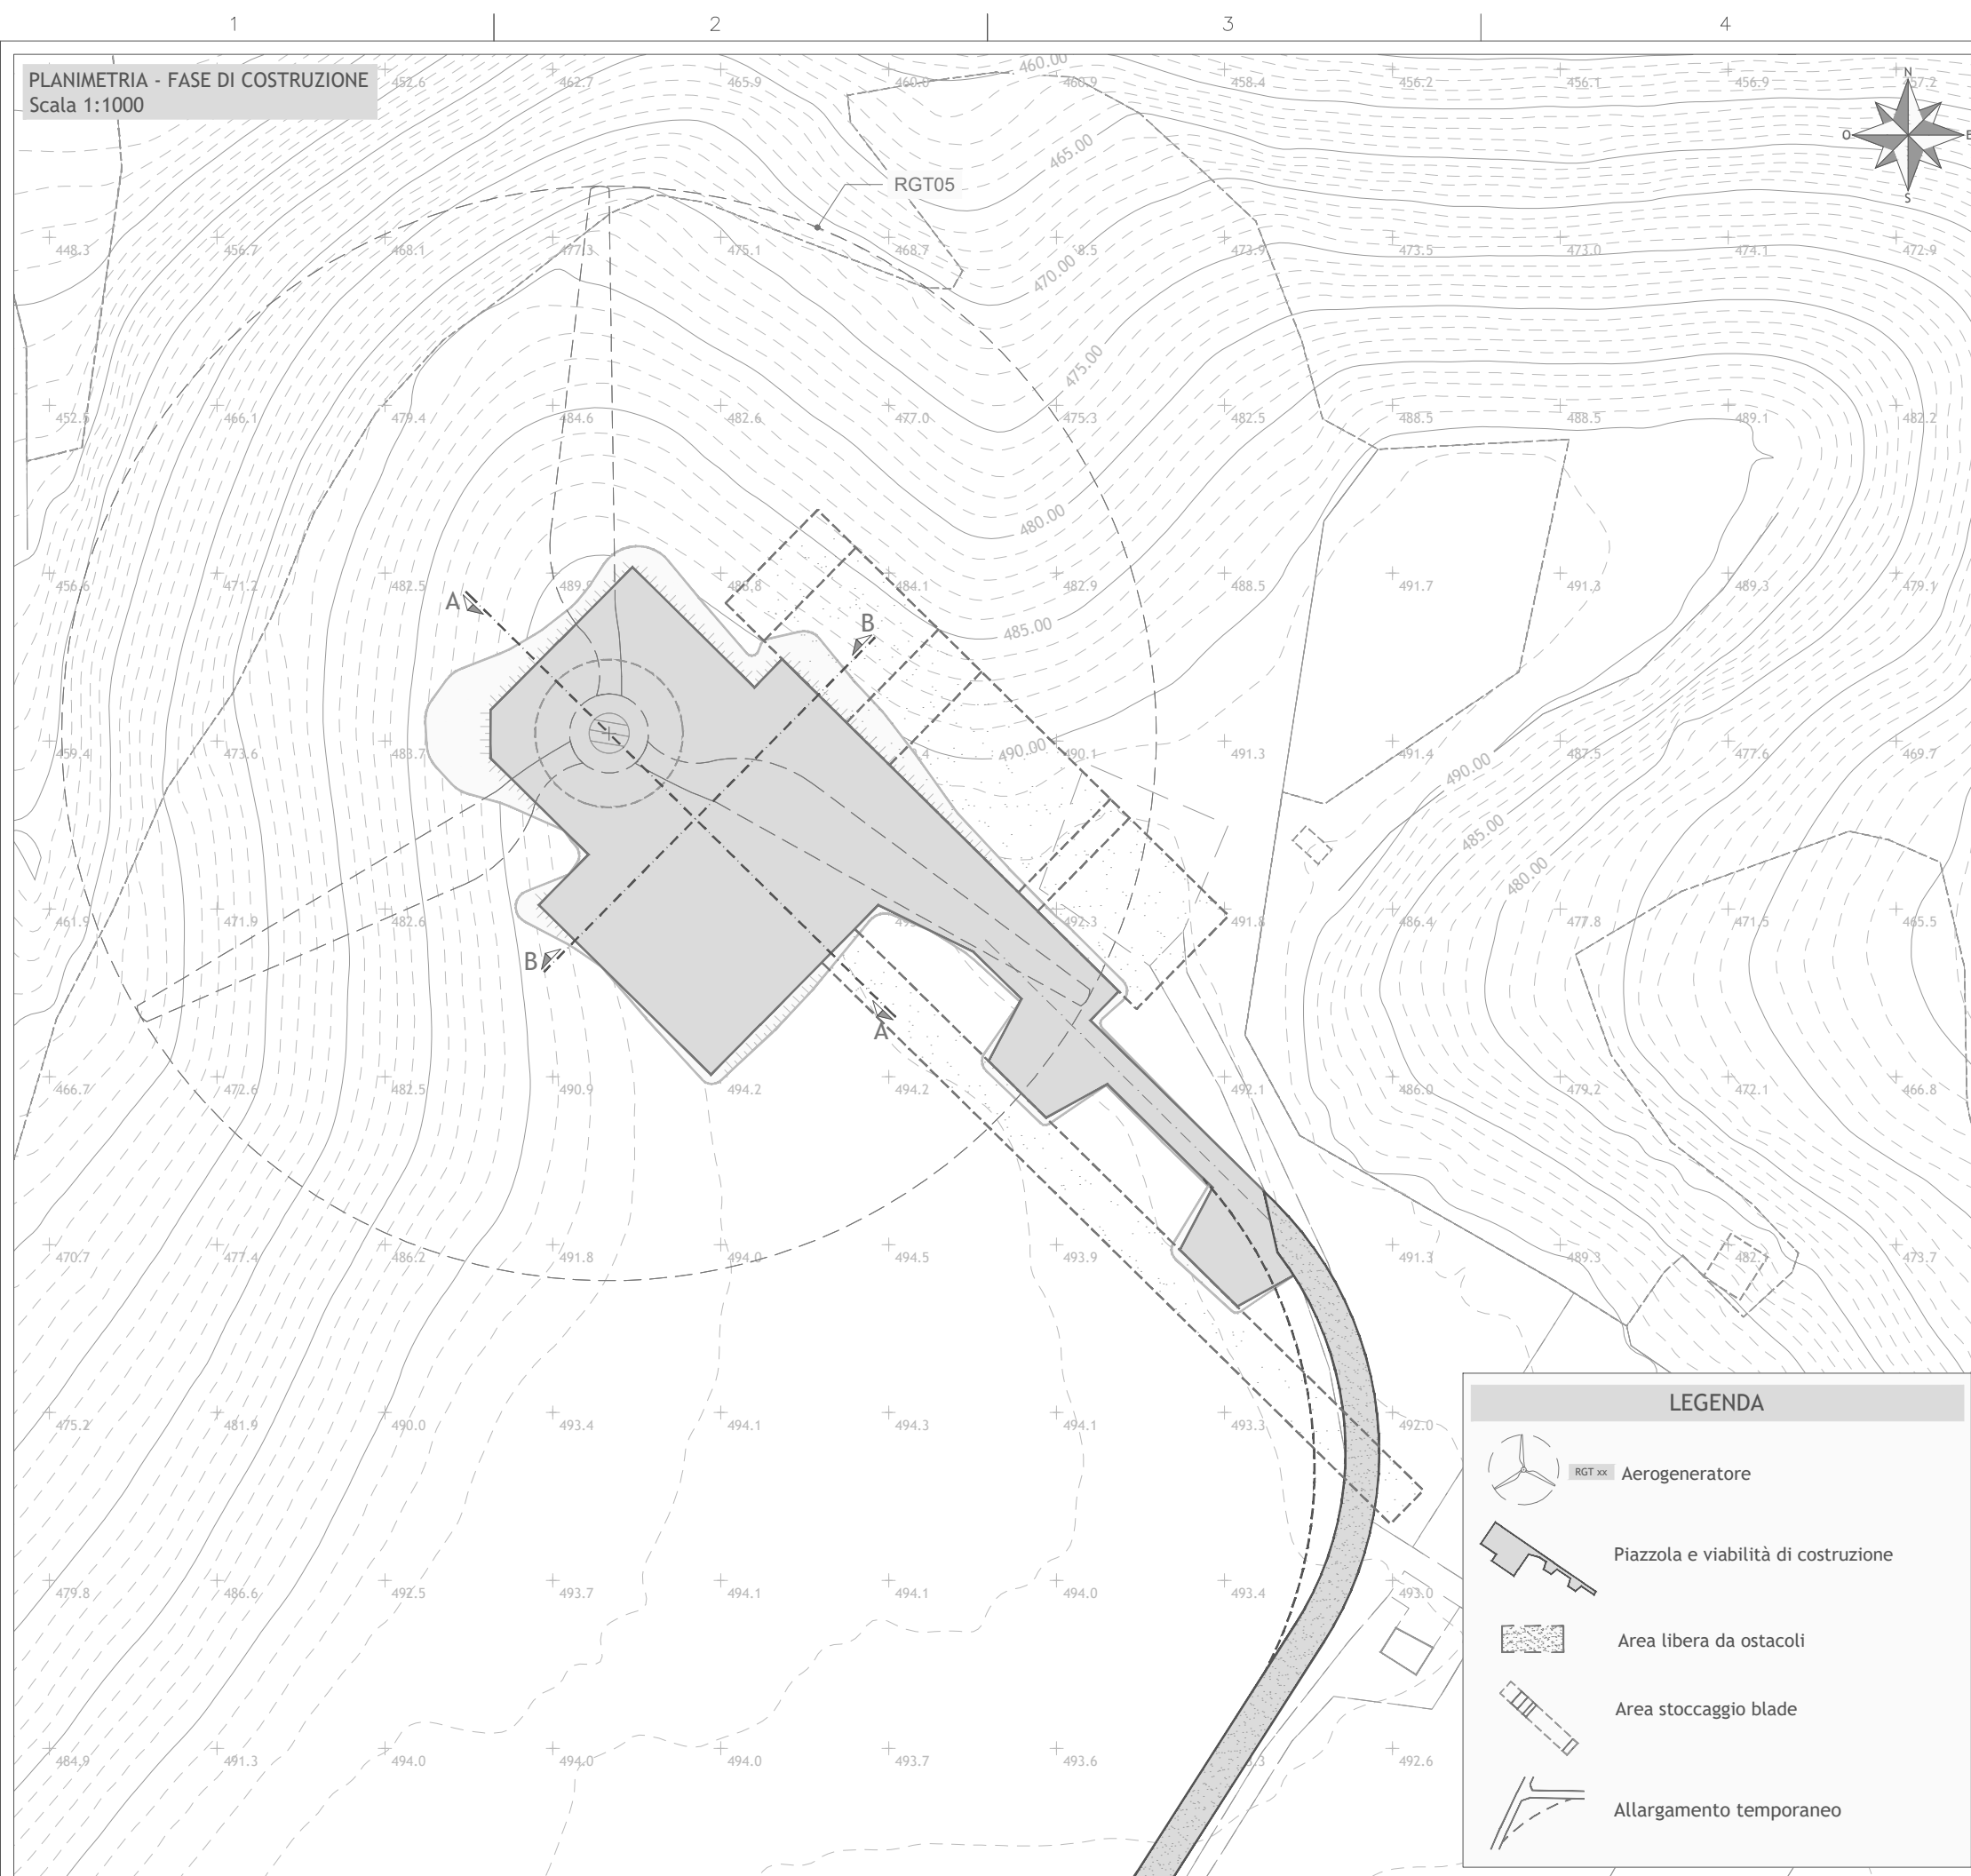 1 2 3 4
PLANIMETRIA - FASE DI COSTRUZIONE
Scala 1:1000
460.00
452.6 462.7 465.9 460.0 460.9 458.4 456.2 456.1 456.9 457.2
N
O E
S
465.00
RGT05
448.3 456.7 468.1 477.3 475.1 468.7 473.9 473.5 473.0 474.1 472.9
470.00
475.00
452.5 466.1 479.4 484.6 482.6 477.0 475.3 482.5 488.5 488.5 489.1 482.2
480.00
456.6 471.2 482.5 484.1 482.9 488.5 491.7 491.3 489.3 479.1
A
B
485.00
459.4 473.6 483.7 490.1 491.3 491.4 487.5 477.6 469.7
490.00
490.00
485.00
480.00
461.9 471.9 482.6 492.3 491.8 486.4 477.8 471.5 465.5
B
A
466.7 472.6 482.5 490.9 494.2 494.2 492.1 486.0 479.2 472.1 466.8
470.7 477.4 486.2 491.8 494.0 494.5 493.9 491.3 489.3 473.7
475.2 481.9 490.0 493.4 494.1 494.3 494.1 493.3 492.0
479.8 486.6 492.5 493.7 494.1 494.1 494.0 493.4 493.0
484.9 491.3 494.0 494.0 494.0 493.7 493.6 492.6
LEGENDA
RGT xx Aerogeneratore
Piazzola e viabilità di costruzione
Area libera da ostacoli
Area stoccaggio blade
Allargamento temporaneo